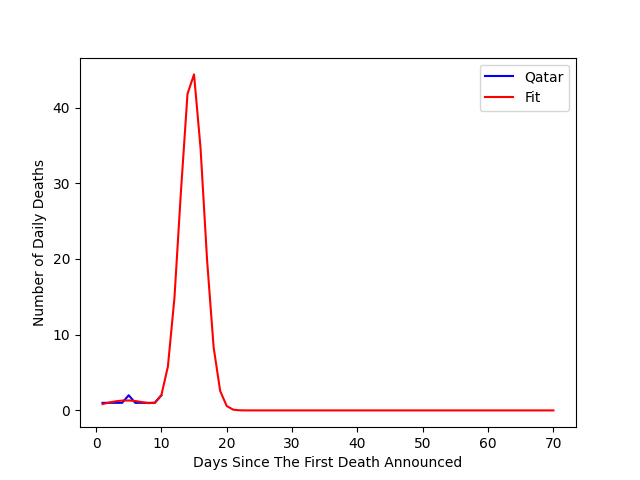 Qatar
Fit
40
30
20
10
0
Number of Daily Deaths
0 10 20 30 40 50 60 70
Days Since The First Death Announced